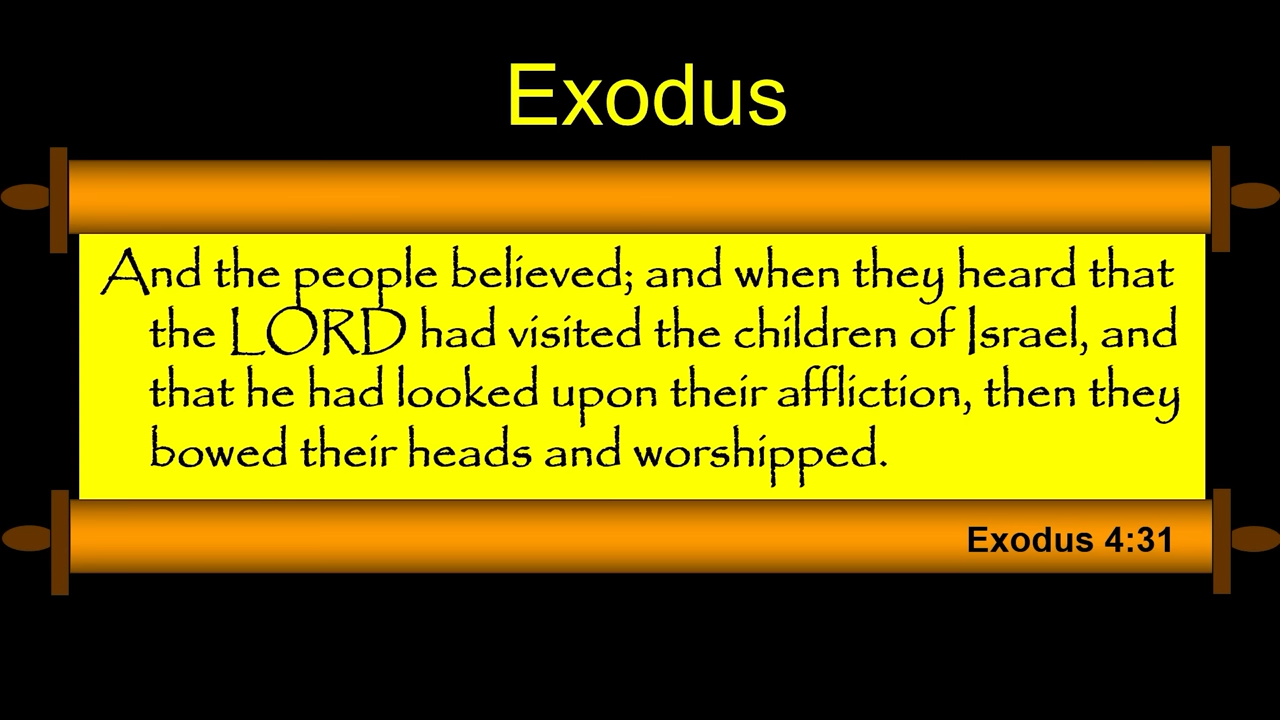 Exodus
And the people believed; and when they heard that
the LORD had visited the children of Israel, and
that he had looked upon their affliction, then they
bowed their heads and worshipped.
Exodus 4:31